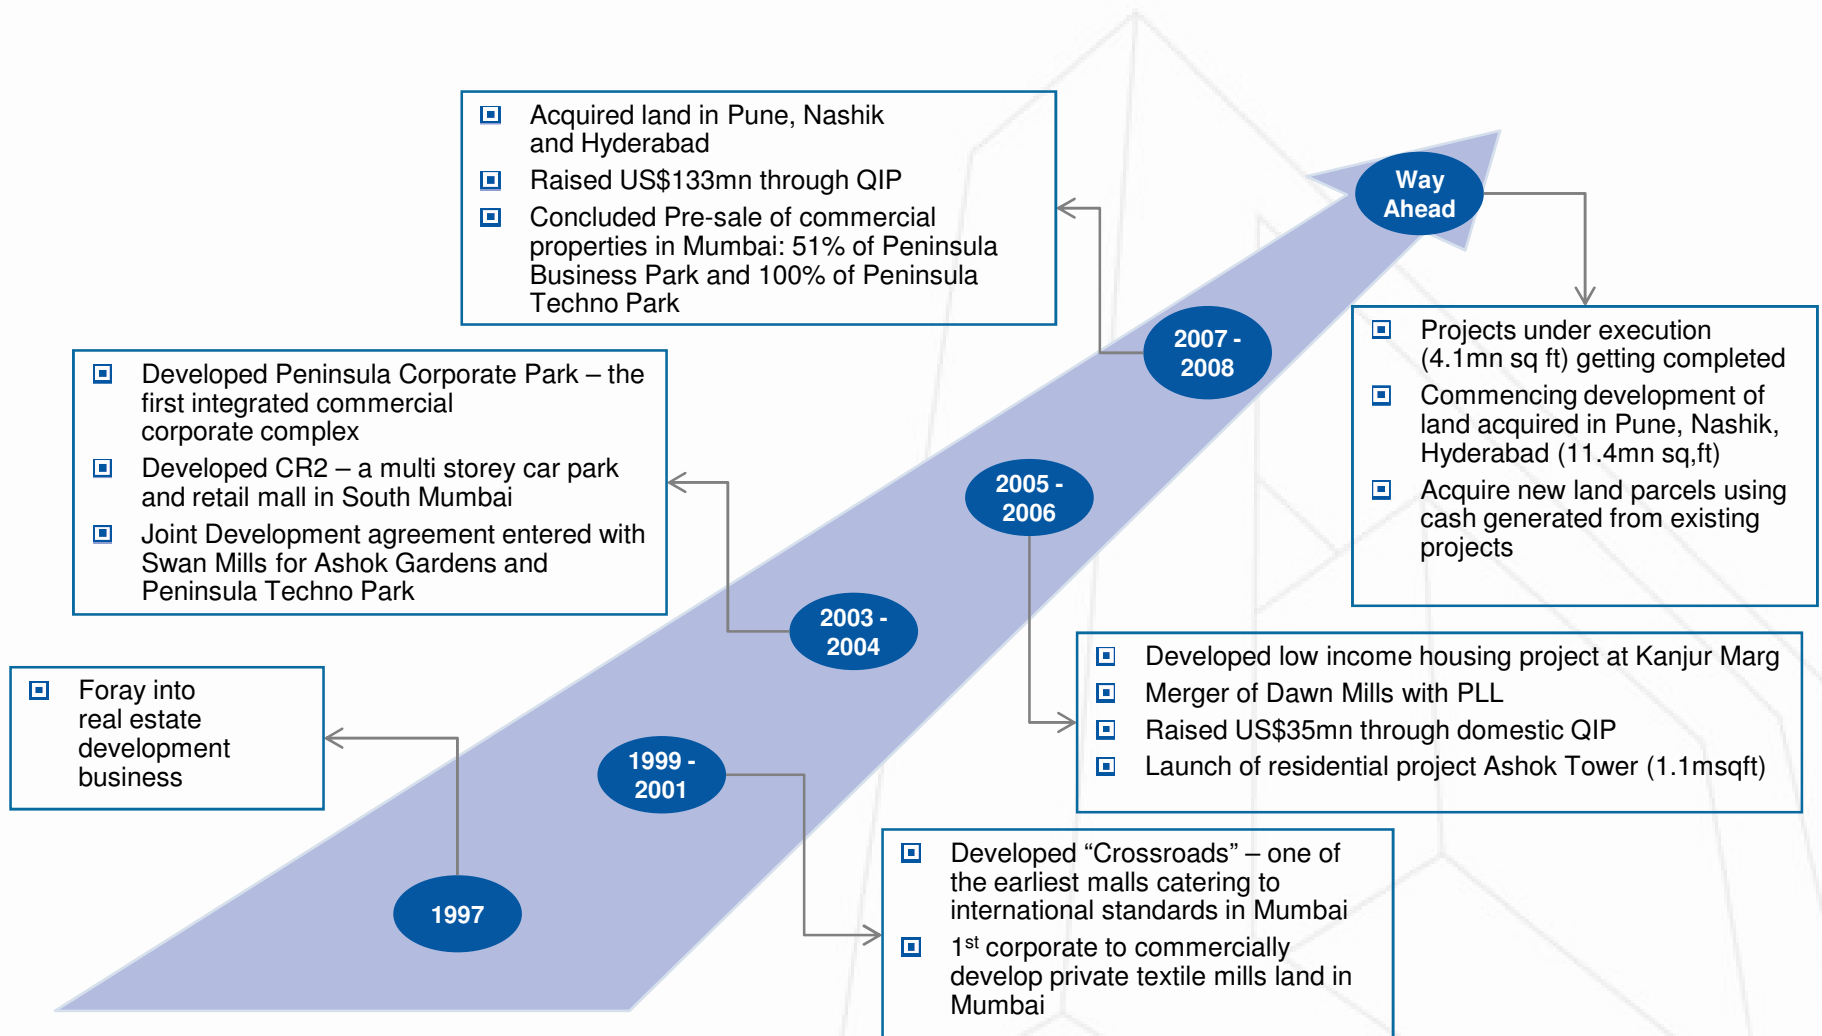 Acquired land in Pune, Nashik
and Hyderabad
Raised US$133mn through QIP
Concluded Pre-sale of commercial
properties in Mumbai: 51% of Peninsula
Business Park and 100% of Peninsula
Techno Park
Way
Ahead
2007 -
2008
Projects under execution
(4.1mn sq ft) getting completed
Commencing development of
land acquired in Pune, Nashik,
Hyderabad (11.4mn sq,ft)
Acquire new land parcels using
cash generated from existing
projects
Developed Peninsula Corporate Park – the
first integrated commercial
corporate complex
Developed CR2 – a multi storey car park
and retail mall in South Mumbai
Joint Development agreement entered with
Swan Mills for Ashok Gardens and
Peninsula Techno Park
2005 -
2006
2003 -
2004
Developed low income housing project at Kanjur Marg
Merger of Dawn Mills with PLL
Raised US$35mn through domestic QIP
Launch of residential project Ashok Tower (1.1msqft)
Foray into
real estate
development
business
1999 -
2001
1997
Developed “Crossroads” – one of
the earliest malls catering to
international standards in Mumbai
1st corporate to commercially
develop private textile mills land in
Mumbai